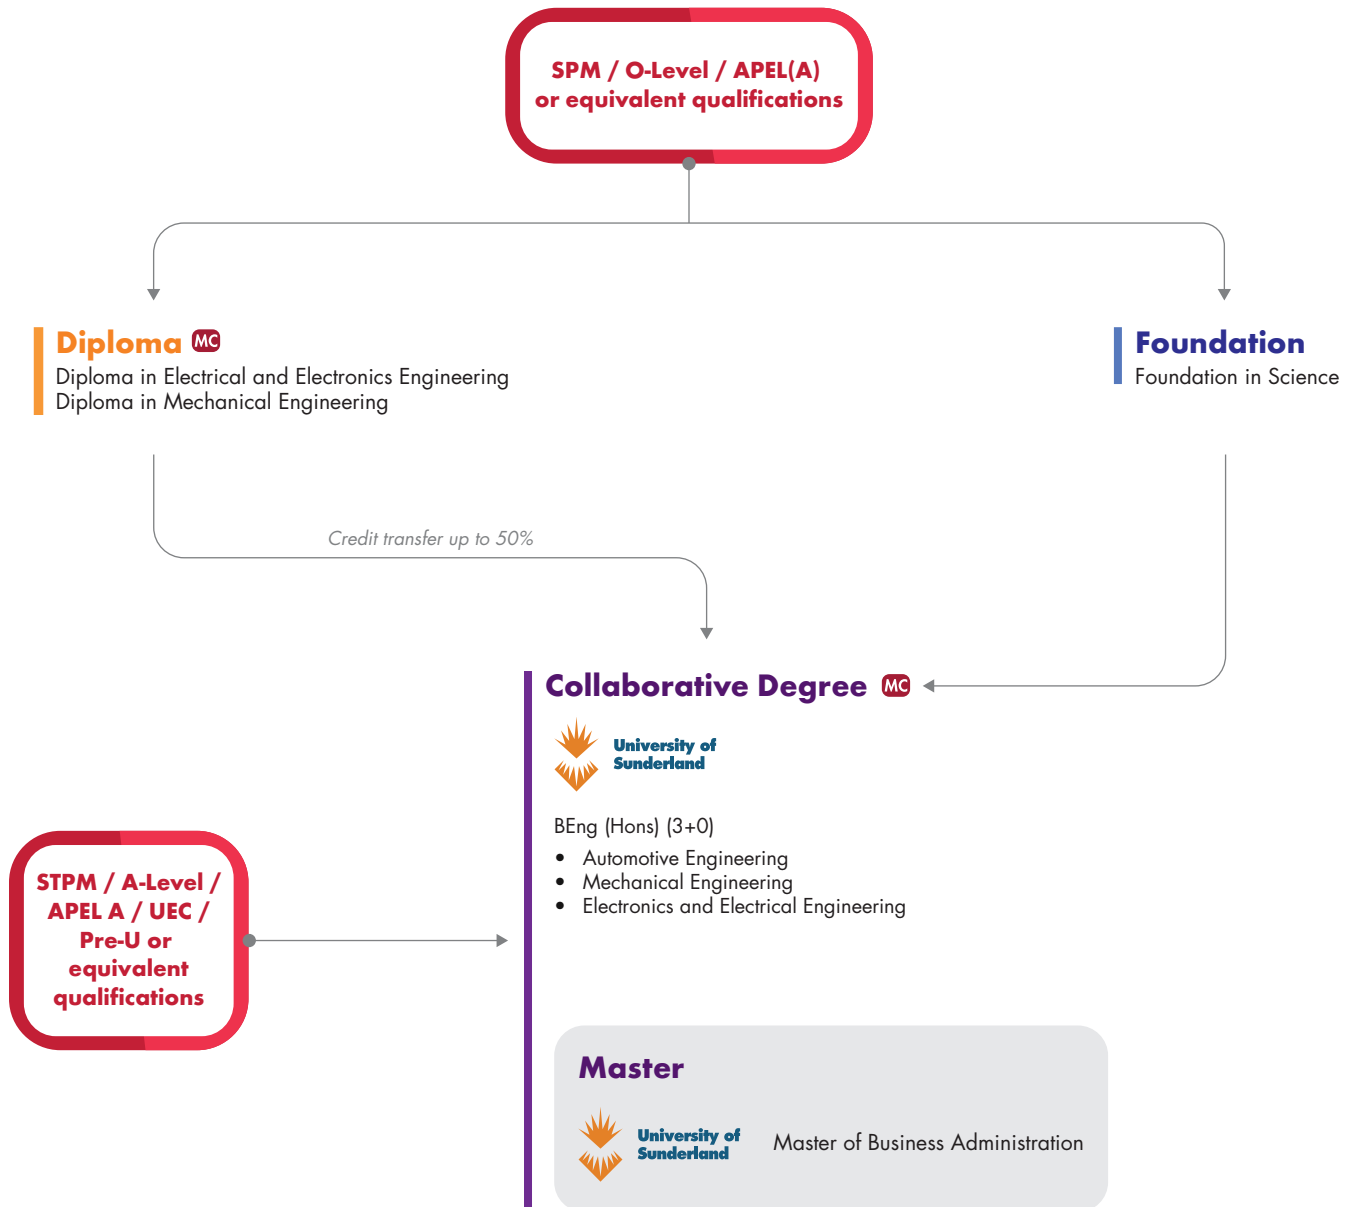 SPM / O-Level / APEL(A)
or equivalent qualifications
Diploma MC
Diploma in Electrical and Electronics Engineering
Diploma in Mechanical Engineering
Foundation
Foundation in Science
Credit transfer up to 50%
Collaborative Degree MC
University of
Sunderland
BEng (Hons) (3+0)
• Automotive Engineering
• Mechanical Engineering
• Electronics and Electrical Engineering
STPM / A-Level /
APEL A / UEC /
Pre-U or
equivalent
qualifications
Master
University of
Sunderland
Master of Business Administration